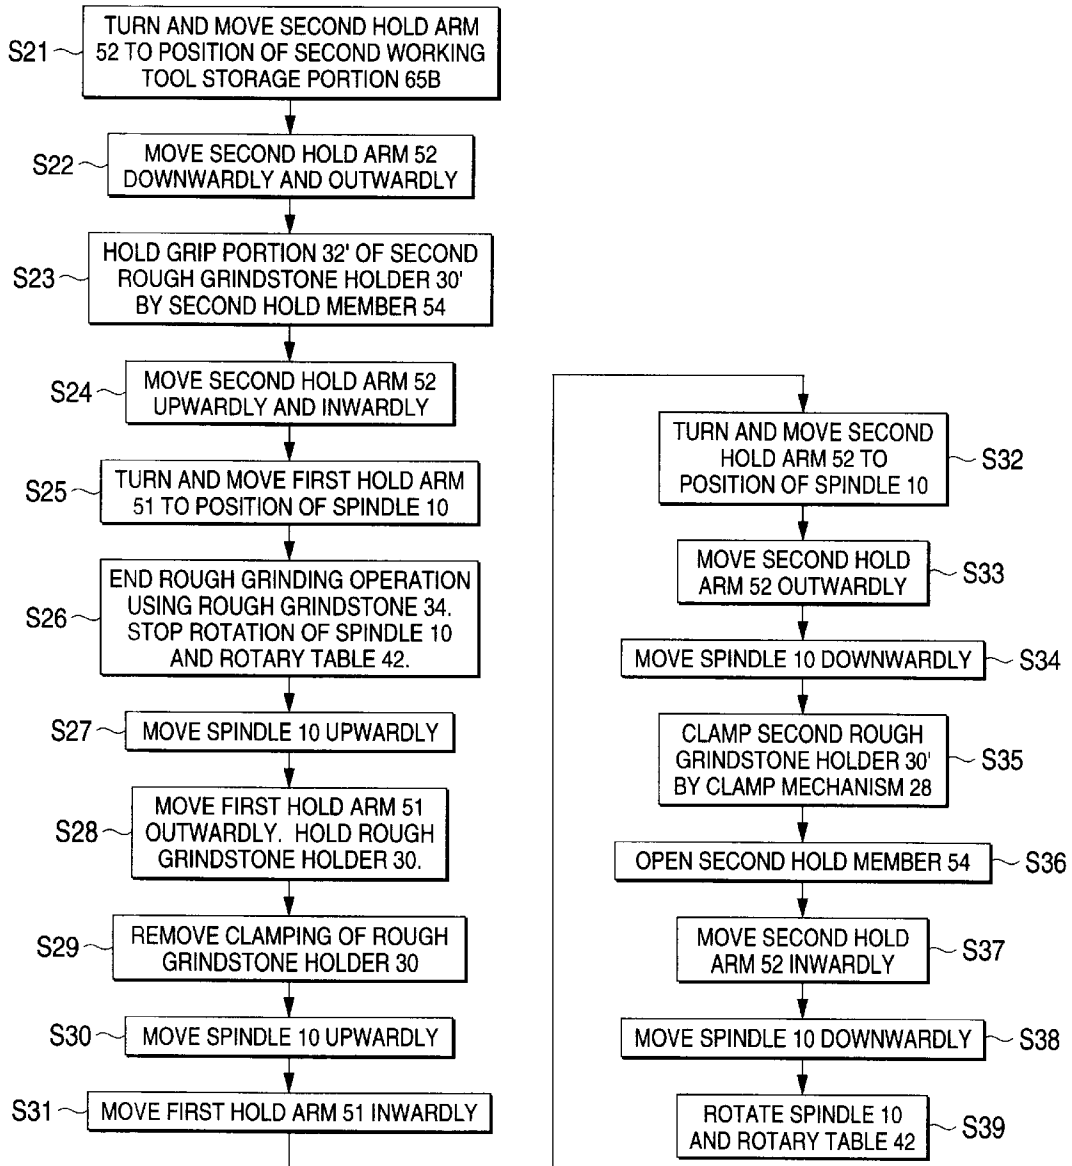 S21
TURN AND MOVE SECOND HOLD ARM
52 TO POSITION OF SECOND WORKING
TOOL STORAGE PORTION 65B
S22
MOVE SECOND HOLD ARM 52
DOWNWARDLY AND OUTWARDLY
S23
HOLD GRIP PORTION 32' OF SECOND
ROUGH GRINDSTONE HOLDER 30'
BY SECOND HOLD MEMBER 54
S24
MOVE SECOND HOLD ARM 52
UPWARDLY AND INWARDLY
S25
TURN AND MOVE FIRST HOLD ARM
51 TO POSITION OF SPINDLE 10
S26
END ROUGH GRINDING OPERATION
USING ROUGH GRINDSTONE 34.
STOP ROTATION OF SPINDLE 10
AND ROTARY TABLE 42.
S27
MOVE SPINDLE 10 UPWARDLY
S28
MOVE FIRST HOLD ARM 51
OUTWARDLY. HOLD ROUGH
GRINDSTONE HOLDER 30.
S29
REMOVE CLAMPING OF ROUGH
GRINDSTONE HOLDER 30
S30
MOVE SPINDLE 10 UPWARDLY
S31
MOVE FIRST HOLD ARM 51 INWARDLY
TURN AND MOVE SECOND
HOLD ARM 52 TO
POSITION OF SPINDLE 10
S32
MOVE SECOND HOLD
ARM 52 OUTWARDLY
S33
MOVE SPINDLE 10 DOWNWARDLY
S34
CLAMP SECOND ROUGH
GRINDSTONE HOLDER 30'
BY CLAMP MECHANISM 28
S35
OPEN SECOND HOLD MEMBER 54
S36
MOVE SECOND HOLD
ARM 52 INWARDLY
S37
MOVE SPINDLE 10 DOWNWARDLY
S38
ROTATE SPINDLE 10
AND ROTARY TABLE 42
S39